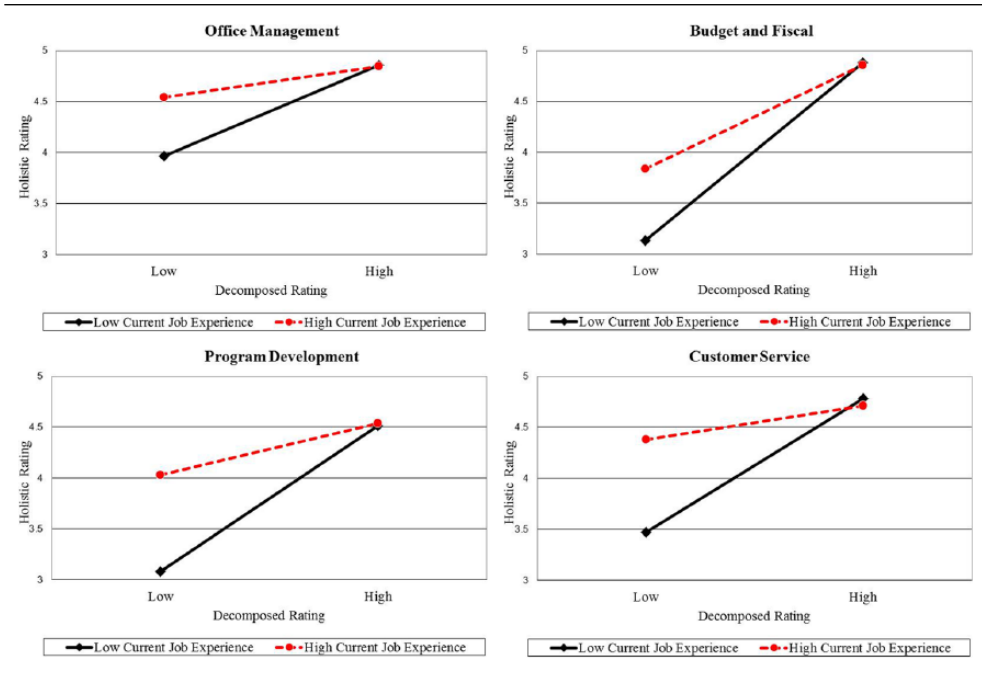 Office Management
5
4.5
4
3.5
3
Holistic Rating
Low High
Decomposed Rating
Low Current Job Experience High Current Job Experience
Budget and Fiscal
5
4.5
4
3.5
3
Holistic Rating
Low High
Decomposed Rating
Low Current Job Experience High Current Job Experience
Program Development
5
4.5
4
3.5
3
Holistic Rating
Low High
Decomposed Rating
Low Current Job Experience High Current Job Experience
Customer Service
5
4.5
4
3.5
3
Holistic Rating
Low High
Decomposed Rating
Low Current Job Experience High Current Job Experience